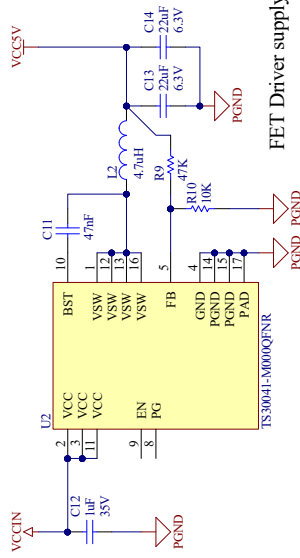 VCCIN
C12
1uF
35V
PGND
U2
2
VCC
3
VCC
11
VCC
9
EN
8
PG
TS30041-M000QFNR
BST
10
VSW
1
VSW
12
VSW
13
VSW
16
FB
5
GND
4
PGND
14
PGND
15
PAD
17
C11
47nF
L2
4.7uH
R9
47K
R10
10K
PGND
PGND
VCC5V
C14
22uF
6.3V
C13
22uF
6.3V
PGND
FET Driver supply